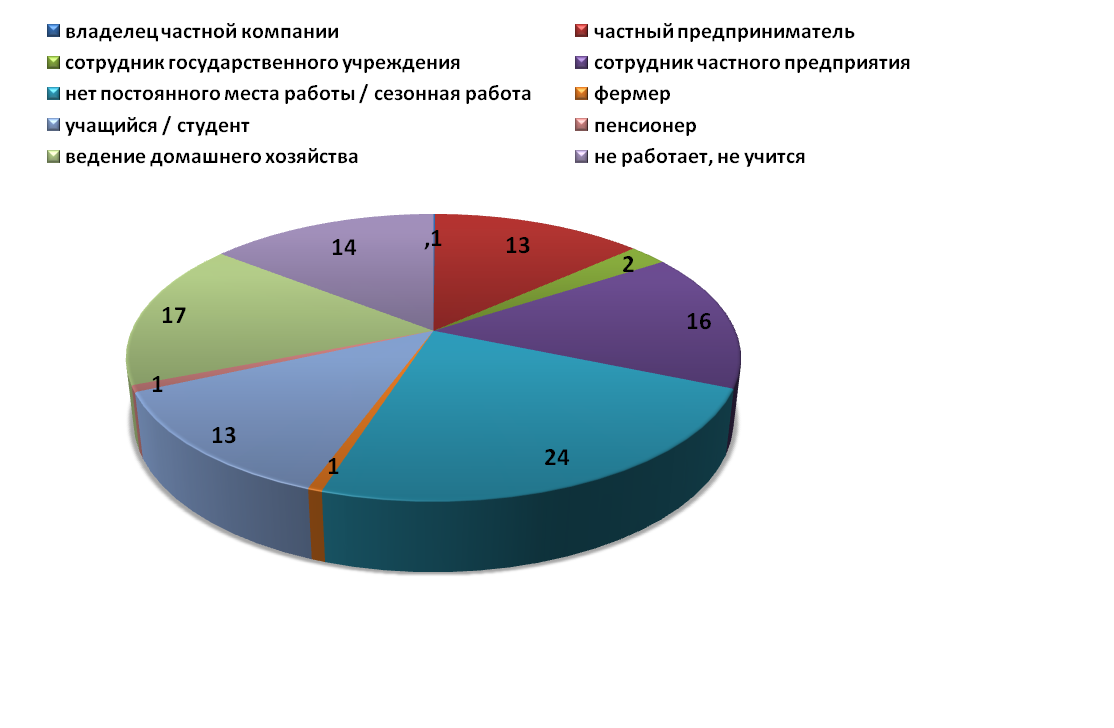 владелец частной компании
частный предприниматель
сотрудник государственного учреждения
сотрудник частного предприятия
нет постоянного места работы / сезонная работа
фермер
учащийся / студент
пенсионер
ведение домашнего хозяйства
не работает, не учится
14
,1
13
2
17
16
1
13
1
24